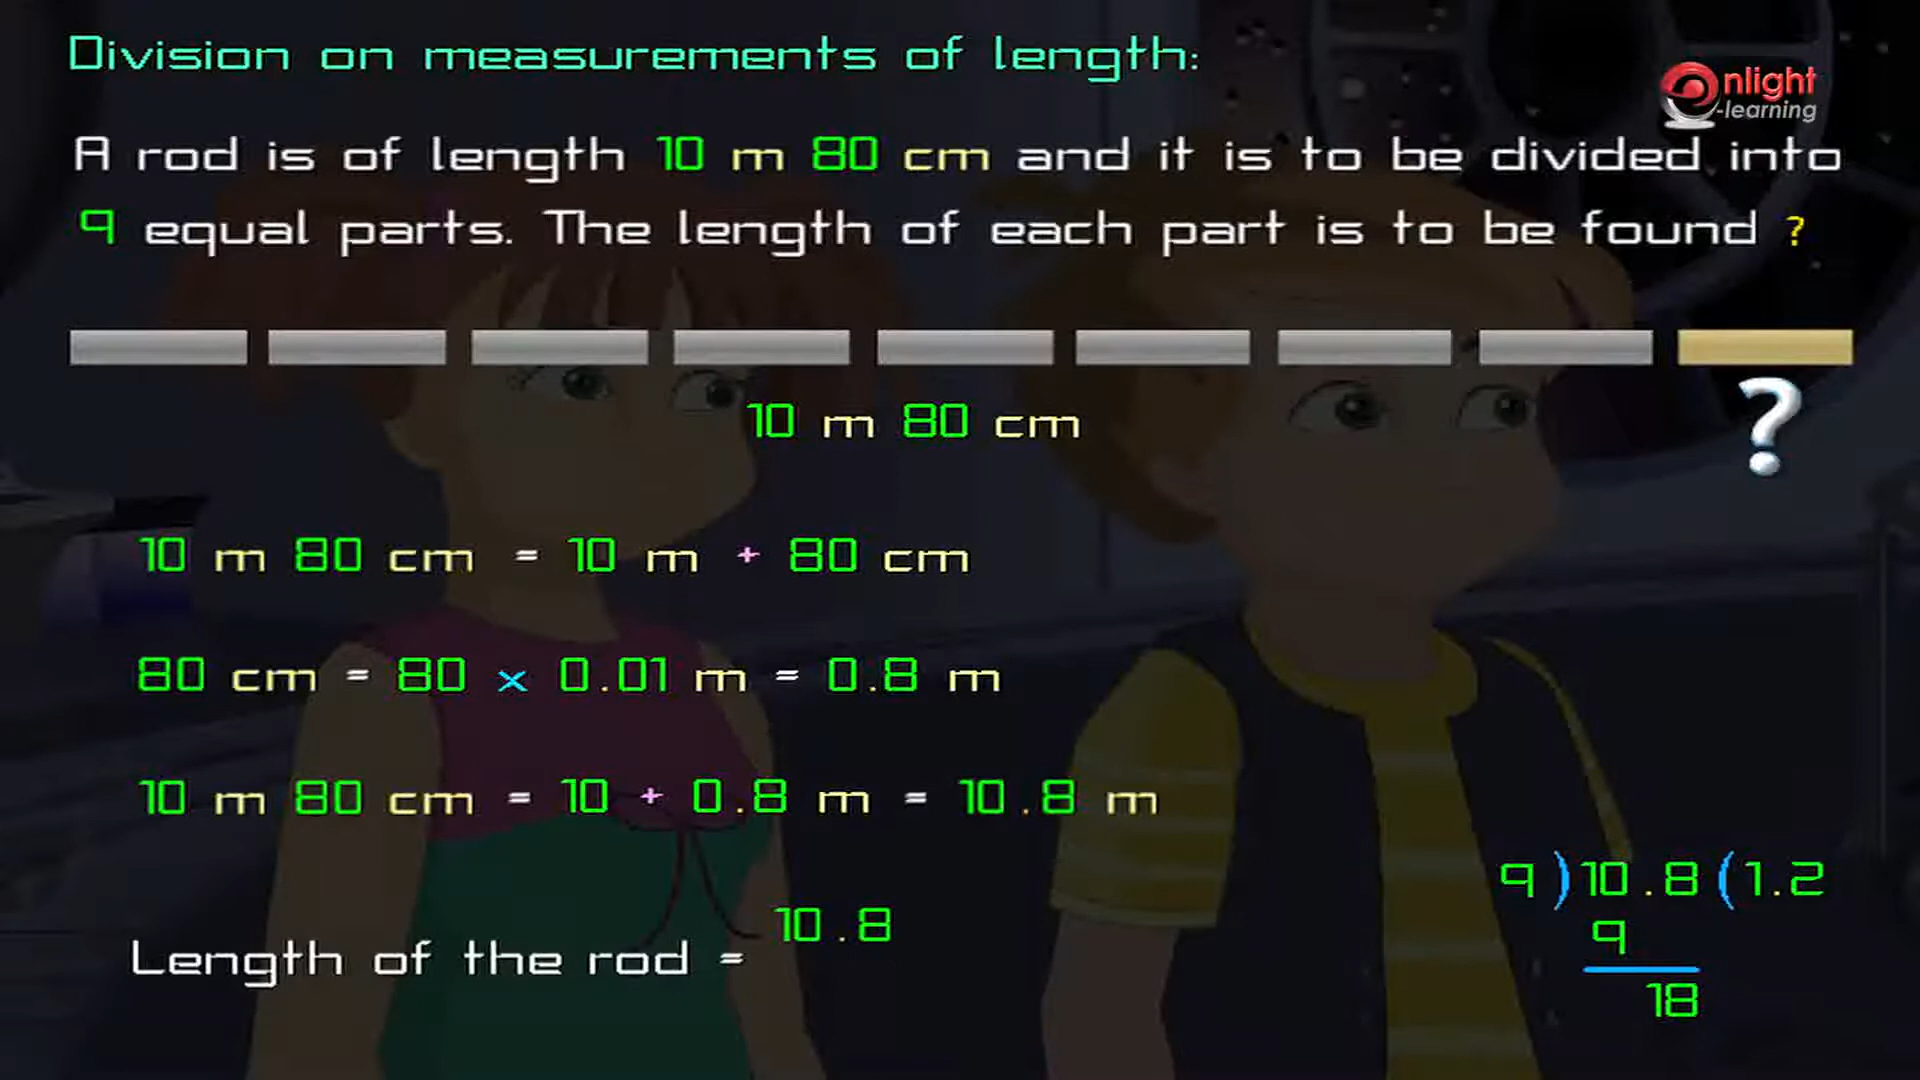 Division on measurements of length:
nlight
-learning
A rod is of length 10 m 80 cm and it is to be divided into
9 equal parts. The length of each part is to be found ?
?
10 m 80 cm
10 m 80 cm = 10 m + 80 cm
80 cm = 80 × 0.01 m = 0.8 m
10 m 80 cm = 10 + 0.8 m = 10.8 m
9 ) 10.8 ( 1.2
9
18
Length of the rod = 10.8